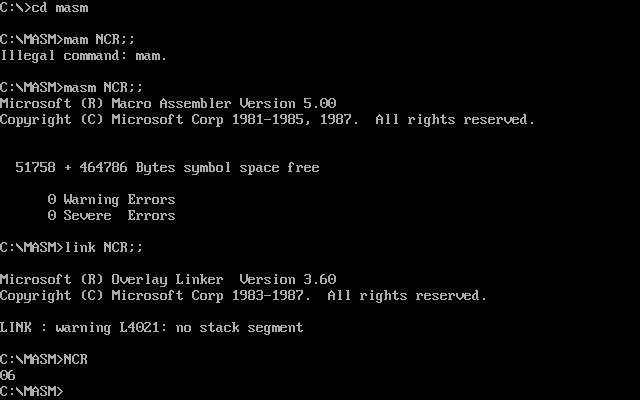 C:\>cd masm
C:\MASM>mam NCR;;
Illegal command: mam.
C:\MASM>masm NCR;;
Microsoft (R) Macro Assembler Version 5.00
Copyright (C) Microsoft Corp 1981-1985, 1987.  All rights reserved.
51758 + 464786 Bytes symbol space free
0 Warning Errors
0 Severe  Errors
C:\MASM>link NCR;;
Microsoft (R) Overlay Linker  Version 3.60
Copyright (C) Microsoft Corp 1983-1987.  All rights reserved.
LINK : warning L4021: no stack segment
C:\MASM>NCR
06
C:\MASM>